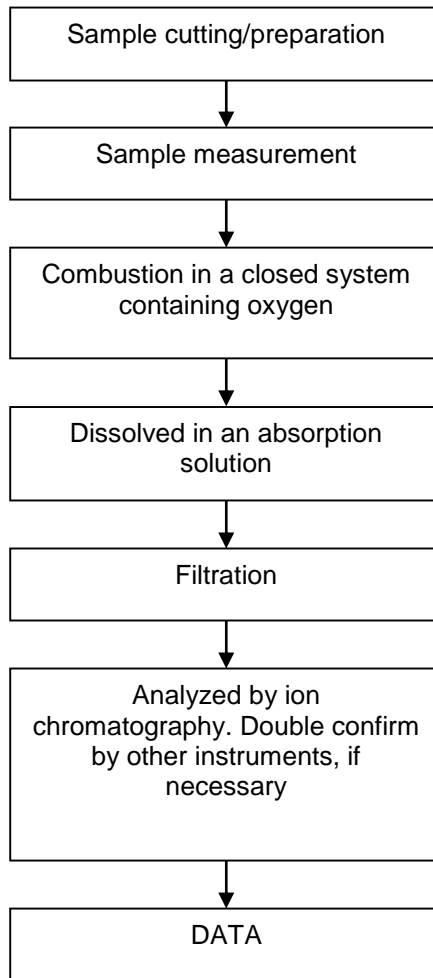 Sample cutting/preparation
Sample measurement
Combustion in a closed system
containing oxygen
Dissolved in an absorption
solution
Filtration
Analyzed by ion
chromatography. Double confirm
by other instruments, if
necessary
DATA